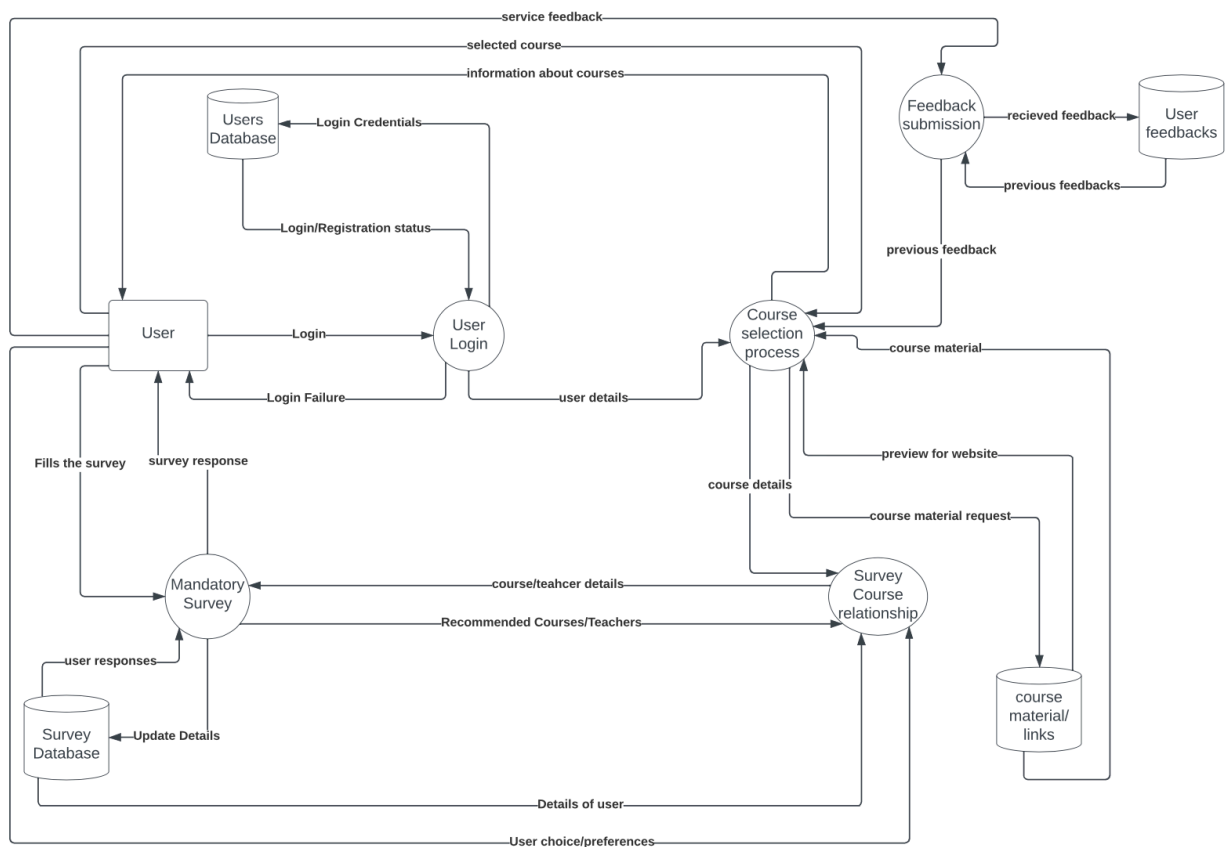 service feedback
selected course
information about courses
Users
Database
Login Credentials
Feedback
submission
recieved feedback
User
feedbacks
previous feedbacks
Login/Registration status
previous feedback
User
Login
User
Login
Course
selection
process
course material
Login Failure
user details
Fills the survey
survey response
preview for website
course details
course material request
Mandatory
Survey
course/teahcer details
Survey
Course
relationship
Recommended Courses/Teachers
user responses
Survey
Database
Update Details
course
material/
links
Details of user
User choice/preferences